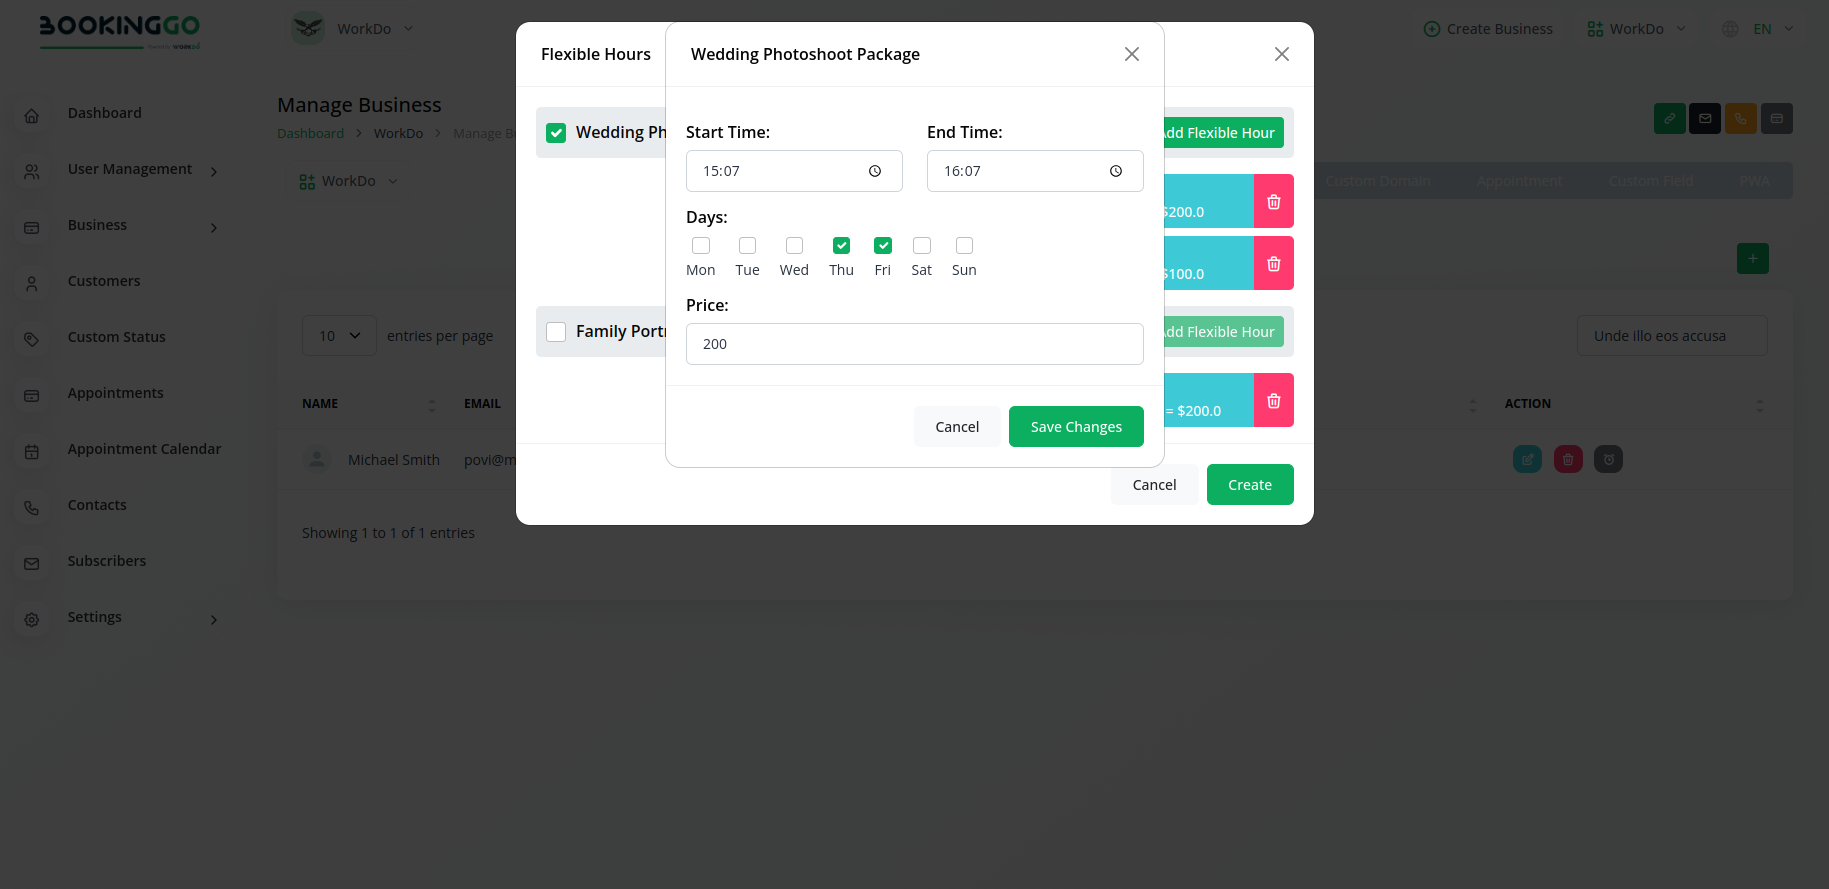 BOOKINGGO
WorkDo
Create Business
WorkDo
EN
Flexible Hours
Wedding Photoshoot Package
Dashboard
User Management
Business
Customers
Custom Status
Appointments
Appointment Calendar
Contacts
Subscribers
Settings
Manage Business
Dashboard > WorkDo > Manage B
WorkDo
Custom Domain
Appointment
Custom Field
PWA
Wedding Ph
Add Flexible Hour
$200.0
$100.0
Family Portr
Add Flexible Hour
= $200.0
Start Time:
End Time:
15:07
16:07
Days:
Mon Tue Wed Thu Fri Sat Sun
Price:
200
Cancel
Save Changes
Cancel
Create
10 entries per page
Unde illo eos accusa
NAME
EMAIL
ACTION
Michael Smith
povi@m
Showing 1 to 1 of 1 entries